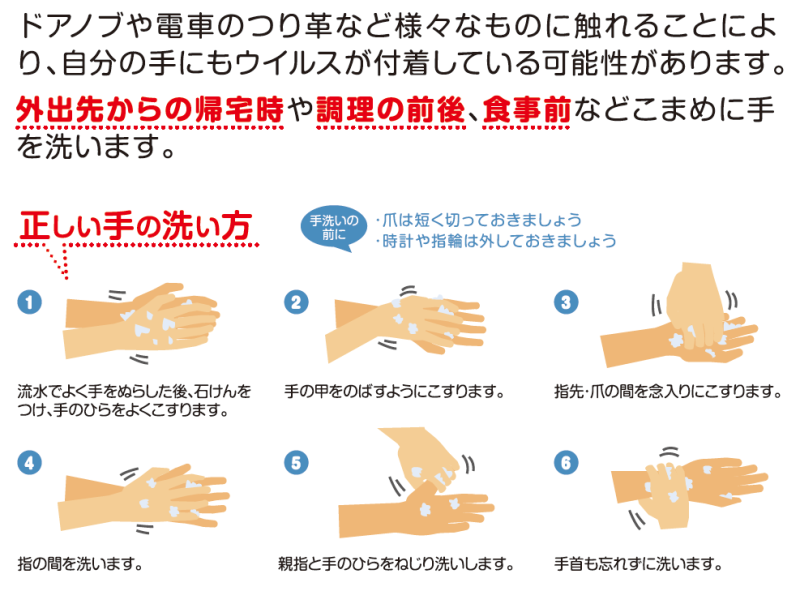 ドアノブや電車のつり革など様々なものに触れることによ
り、自分の手にもウイルスが付着している可能性があります。
外出先からの帰宅時や調理の前後、食事前などこまめに手
を洗います。
正しい手の洗い方
手洗いの
前に
・爪は短く切っておきましょう
・時計や指輪は外しておきましょう
1
流水でよく手をぬらした後、石けんを
つけ、手のひらをよくこすります。
2
手の甲をのばすようにこすります。
3
指先・爪の間を念入りにこすります。
4
指の間を洗います。
5
親指と手のひらをねじり洗いします。
6
手首も忘れずに洗います。